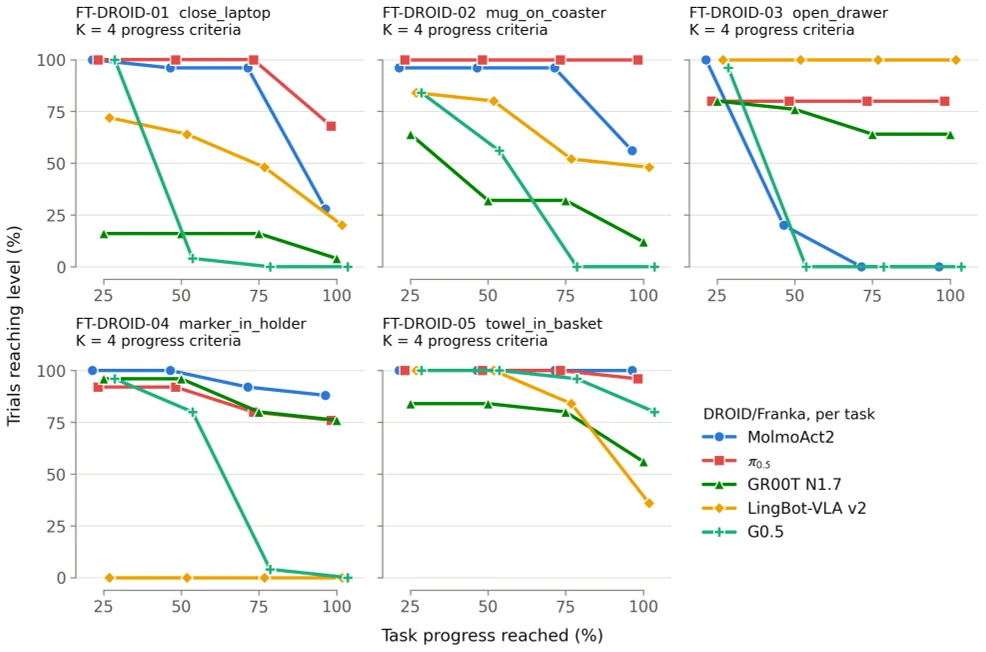 FT-DROID-01 close_laptop
K = 4 progress criteria
FT-DROID-02 mug_on_coaster
K = 4 progress criteria
FT-DROID-03 open_drawer
K = 4 progress criteria
100
75
50
25
0
25 50 75 100
25 50 75 100
25 50 75 100
Trials reaching level (%)
FT-DROID-04 marker_in_holder
K = 4 progress criteria
FT-DROID-05 towel_in_basket
K = 4 progress criteria
100
75
50
25
0
25 50 75 100
25 50 75 100
Task progress reached (%)
DROID/Franka, per task
MolmoAct2
π0.5
GR00T N1.7
LingBot-VLA v2
G0.5